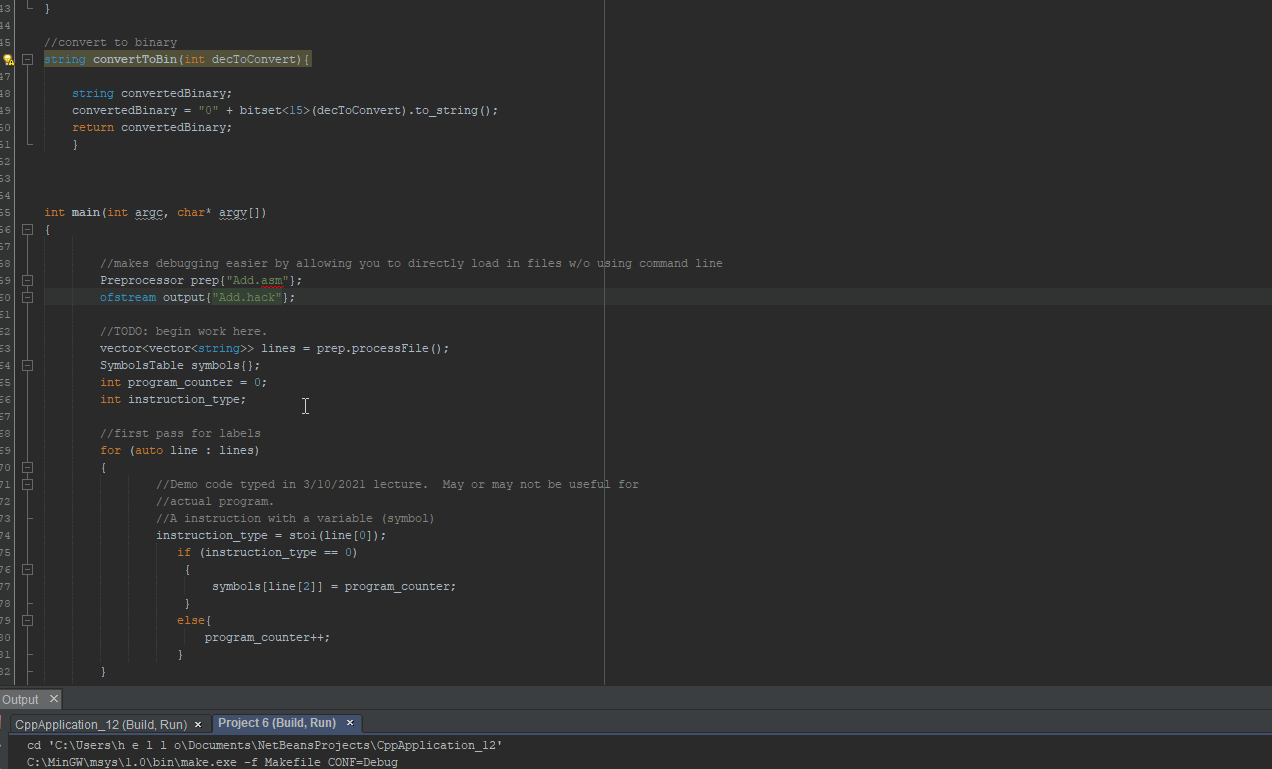 43 }
44
45 //convert to binary
string convertToBin(int decToConvert){
47
48 string convertedBinary;
49 convertedBinary = "0" + bitset<15>(decToConvert).to_string();
50 return convertedBinary;
51 }
52
53
54
55 int main(int argc, char* argv[])
56 {
57
58 //makes debugging easier by allowing you to directly load in files w/o using command line
59 Preprocessor prep{"Add.asm"};
60 ofstream output{"Add.hack"};
61
62 //TODO: begin work here.
63 vector<vector<string>> lines = prep.processFile();
64 SymbolsTable symbols{};
65 int program_counter = 0;
66 int instruction_type;
67
68 //first pass for labels
69 for (auto line : lines)
70 {
71 //Demo code typed in 3/10/2021 lecture.  May or may not be useful for
72 //actual program.
73 //A instruction with a variable (symbol)
74 instruction_type = stoi(line[0]);
75 if (instruction_type == 0)
76 {
77 symbols[line[2]] = program_counter;
78 }
79 else{
80 program_counter++;
81 }
82 }
Output ×
CppApplication_12 (Build, Run) × Project 6 (Build, Run) ×
cd 'C:\Users\h e l l o\Documents\NetBeansProjects\CppApplication_12'
C:\MinGW\msys\1.0\bin\make.exe -f Makefile CONF=Debug